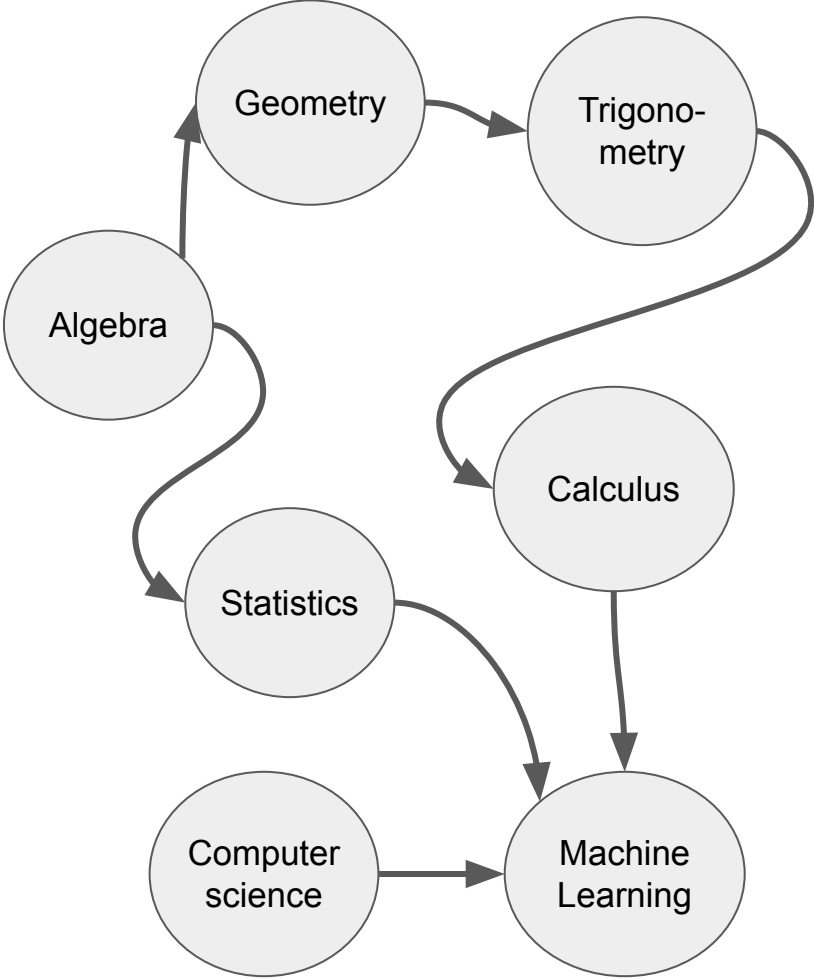 Geometry
Trigono-
metry
Algebra
Calculus
Statistics
Computer
science
Machine
Learning